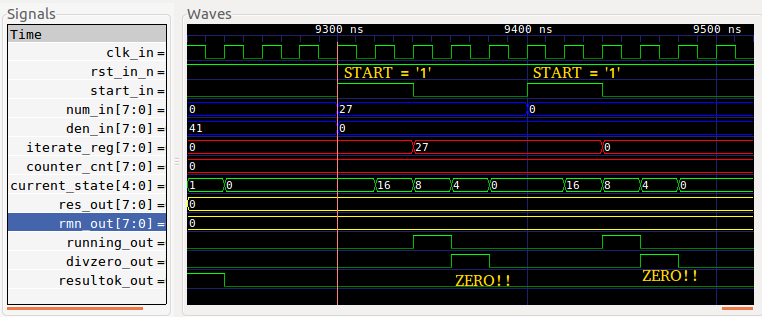 Signals
Waves
Time
9300 ns
9400 ns
9500 ns
clk_in =
rst_in_n =
START = '1'
START = '1'
start_in =
num_in[7:0] =
0
27
0
den_in[7:0] =
41
0
iterate_reg[7:0] =
0
27
0
counter_cnt[7:0] =
0
current_state[4:0] =
1
0
16
8
4
0
16
8
4
0
res_out[7:0] =
0
rmn_out[7:0] =
0
running_out =
divzero_out =
resultok_out =
ZERO!!
ZERO!!